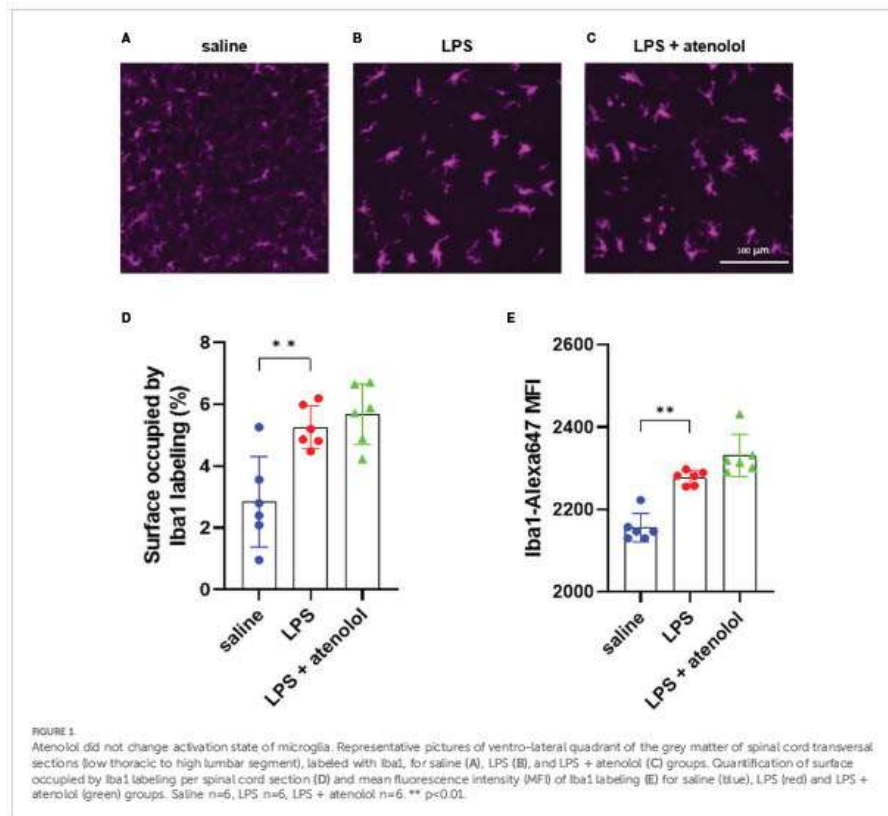 A saline
B LPS
C LPS + atenolol
100 µm
D
Surface occupied by
Iba1 labeling (%)
8
6
4
2
0
**
saline
LPS
LPS + atenolol
E
Iba1-Alexa647 MFI
2600
2400
2200
2000
**
saline
LPS
LPS + atenolol
FIGURE 1
Atenolol did not change activation state of microglia. Representative pictures of ventro-lateral quadrant of the grey matter of spinal cord transversal
sections (low thoracic to high lumbar segment), labeled with Iba1, for saline (A), LPS (B), and LPS + atenolol (C) groups. Quantification of surface
occupied by Iba1 labeling per spinal cord section (D) and mean fluorescence intensity (MFI) of Iba1 labeling (E) for saline (blue), LPS (red) and LPS +
atenolol (green) groups. Saline n=6, LPS n=6, LPS + atenolol n=6. ** p<0.01.